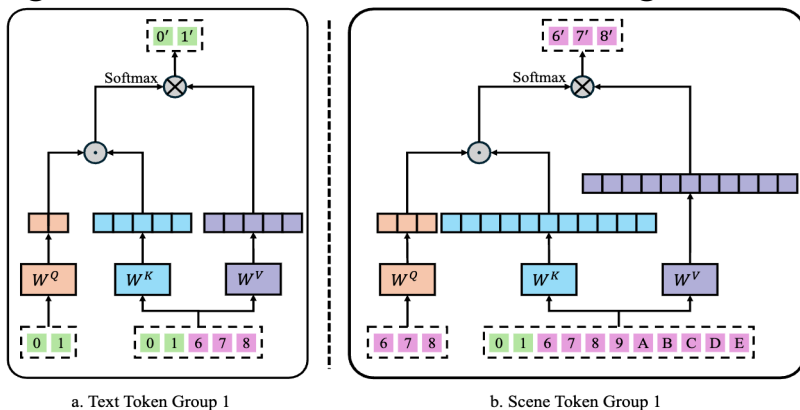 0′ 1′
Softmax
W^Q
W^K
W^V
0 1
0 1 6 7 8
a. Text Token Group 1
6′ 7′ 8′
Softmax
W^Q
W^K
W^V
6 7 8
0 1 6 7 8 9 A B C D E
b. Scene Token Group 1